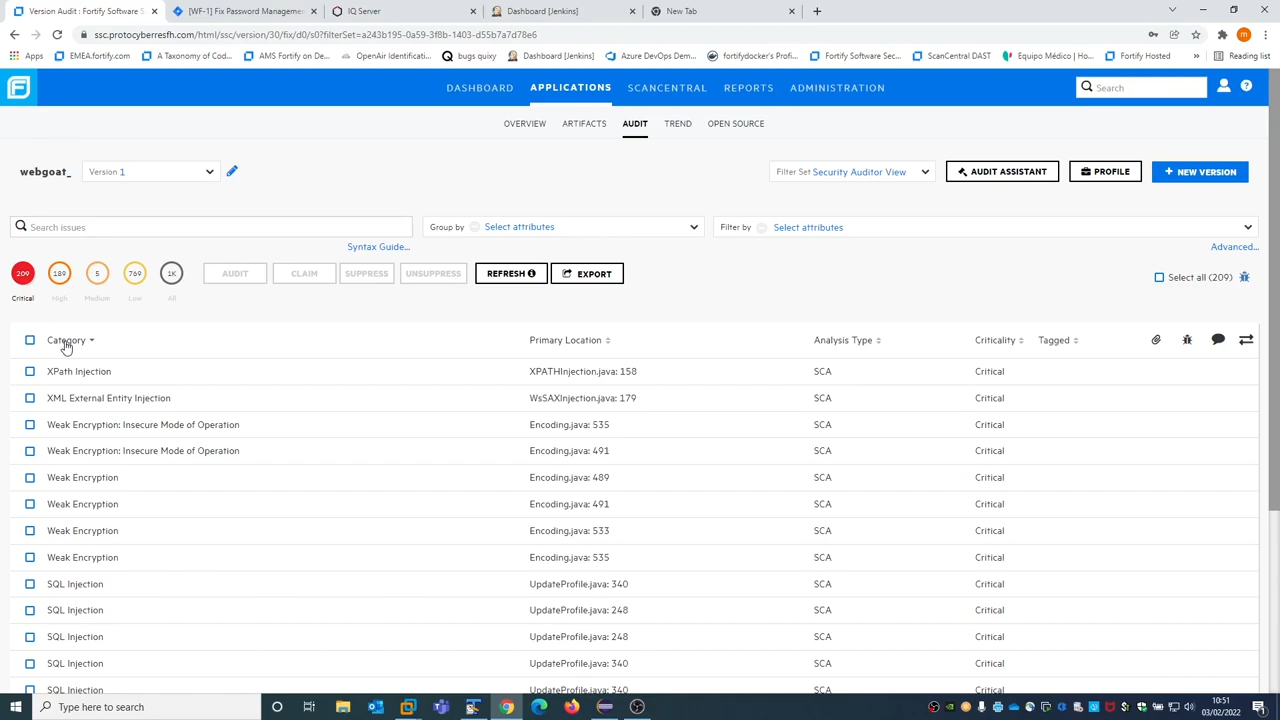 Version Audit : Fortify Software S
[WF-1] Fix Password Manageme
IQ Server
Dashboard [Jenkins]
New Tab
ssc.protocyberresfh.com/html/ssc/version/30/fix/d0/s0?filterSet=a243b195-0a59-3f8b-1403-d55b7a7d78e6
Apps
EMEA.fortify.com
A Taxonomy of Cod...
AMS Fortify on De...
OpenAir Identificati...
bugs quixy
Dashboard [Jenkins]
Azure DevOps Dem...
fortifydocker's Profi...
Fortify Software Sec...
ScanCentral DAST
Equipo Médico | Ho...
Fortify Hosted
»
Reading list
DASHBOARD
APPLICATIONS
SCANCENTRAL
REPORTS
ADMINISTRATION
Search
OVERVIEW
ARTIFACTS
AUDIT
TREND
OPEN SOURCE
webgoat_
Version 1
Filter Set Security Auditor View
AUDIT ASSISTANT
PROFILE
+ NEW VERSION
Search issues
Group by Select attributes
Filter by Select attributes
Syntax Guide...
Advanced...
209
189
5
769
1K
Critical
High
Medium
Low
All
AUDIT
CLAIM
SUPPRESS
UNSUPPRESS
REFRESH
EXPORT
Select all (209)
Category
Primary Location
Analysis Type
Criticality
Tagged
XPath Injection XPATHInjection.java: 158 SCA Critical
XML External Entity Injection WsSAXInjection.java: 179 SCA Critical
Weak Encryption: Insecure Mode of Operation Encoding.java: 535 SCA Critical
Weak Encryption: Insecure Mode of Operation Encoding.java: 491 SCA Critical
Weak Encryption Encoding.java: 489 SCA Critical
Weak Encryption Encoding.java: 491 SCA Critical
Weak Encryption Encoding.java: 533 SCA Critical
Weak Encryption Encoding.java: 535 SCA Critical
SQL Injection UpdateProfile.java: 340 SCA Critical
SQL Injection UpdateProfile.java: 248 SCA Critical
SQL Injection UpdateProfile.java: 248 SCA Critical
SQL Injection UpdateProfile.java: 340 SCA Critical
SQL Injection UpdateProfile.java: 340 SCA Critical
Type here to search
10:51
03/02/2022